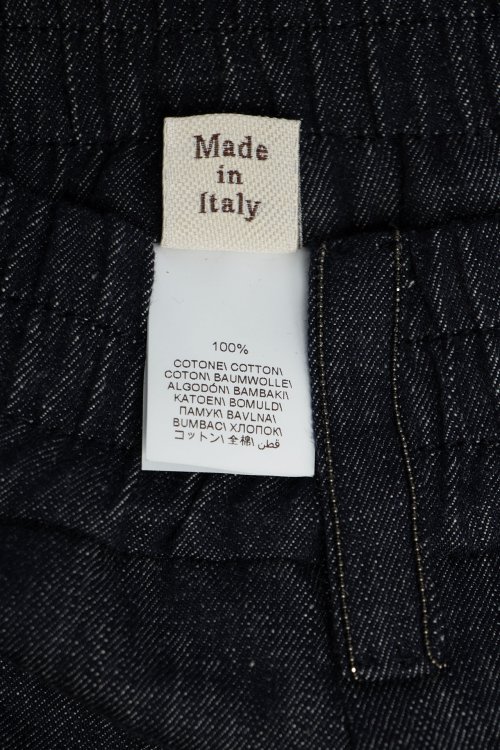 Made
in
Italy
100%
COTONE\ COTTON\
COTON\ BAUMWOLLE\
ALGODÓN\ BAMBAKI\
KATOEN\ BOMULD\
ПАМУК\ BAVLNA\
BUMBAC\ ХЛОПОК\
コットン\ 全棉\ قطن